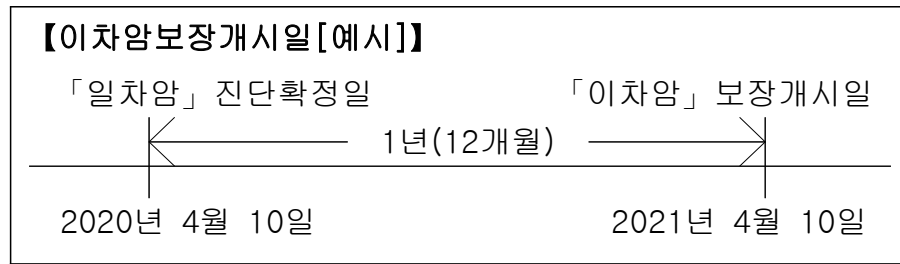 【이차암보장개시일[예시]】
「일차암」진단확정일 「이차암」보장개시일
1년(12개월)
2020년 4월 10일 2021년 4월 10일